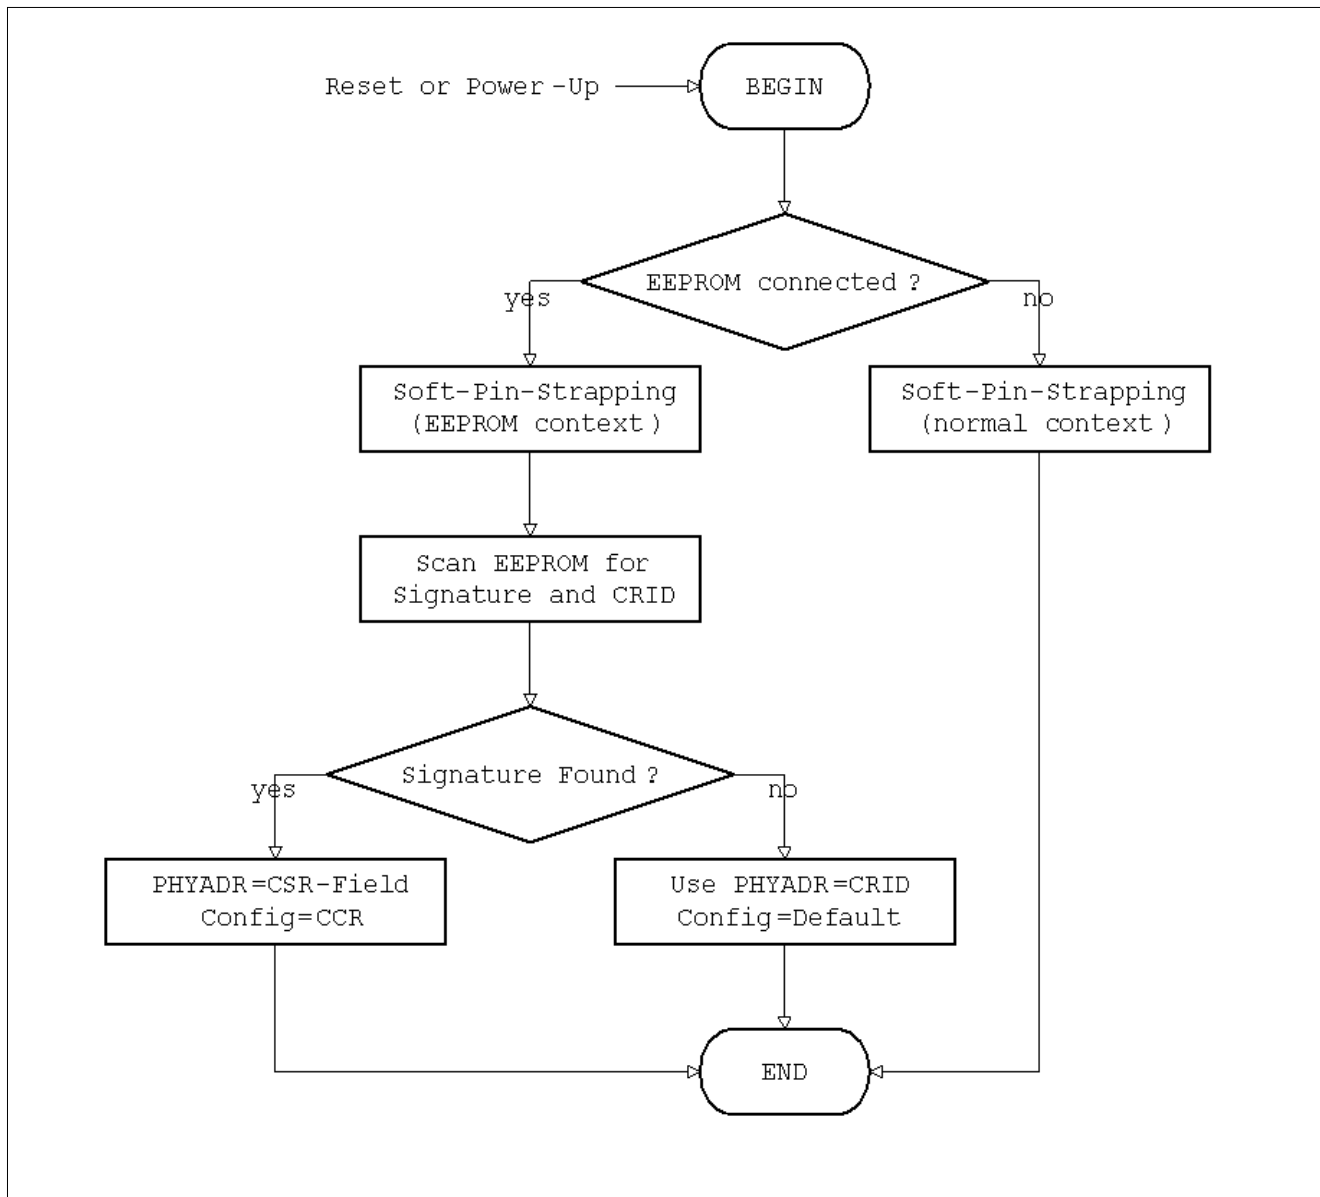 Reset or Power-Up
BEGIN
EEPROM connected?
yes
no
Soft-Pin-Strapping
(EEPROM context)
Soft-Pin-Strapping
(normal context)
Scan EEPROM for
Signature and CRID
Signature Found?
yes
no
PHYADR=CSR-Field
Config=CCR
Use PHYADR=CRID
Config=Default
END